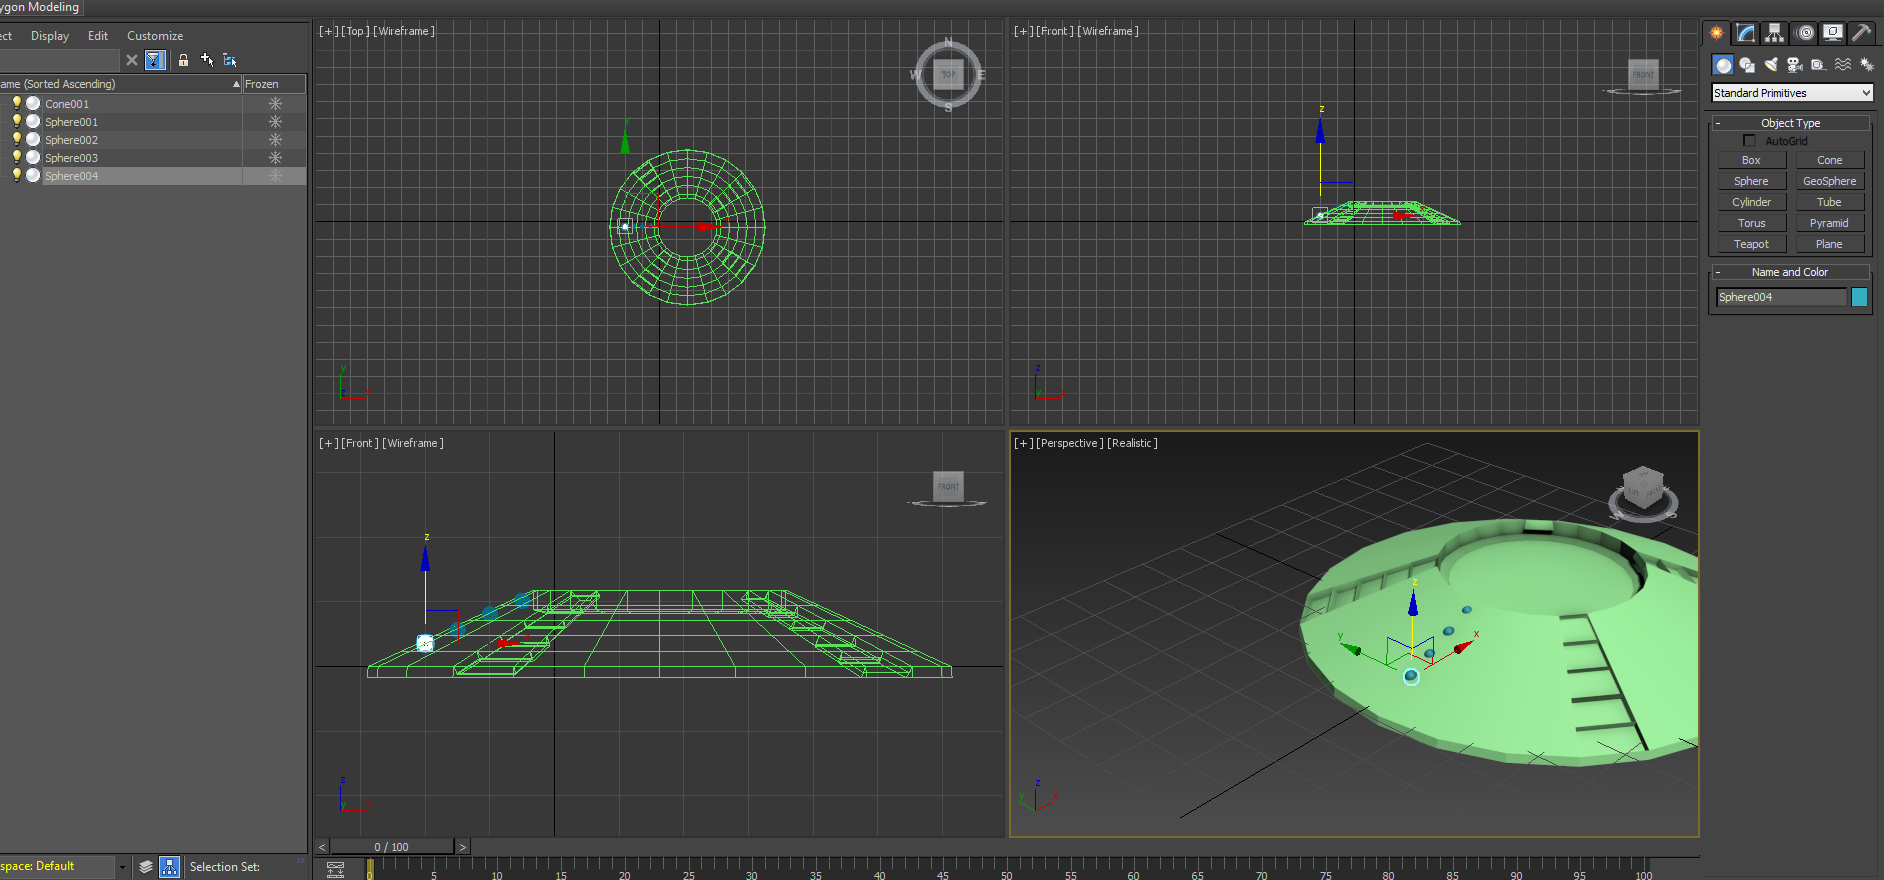 ygon Modeling
ect Display Edit Customize
ame (Sorted Ascending) Frozen
Cone001
Sphere001
Sphere002
Sphere003
Sphere004
space: Default
Selection Set:
[+] [Top] [Wireframe]
N
W TOP E
S
y
y
z x
[+] [Front] [Wireframe]
FRONT
z
z
y x
[+] [Front] [Wireframe]
FRONT
z
z
y x
[+] [Perspective] [Realistic]
W S
z
y x
z
y x
< 0 / 100 >
0 5 10 15 20 25 30 35 40 45 50 55 60 65 70 75 80 85 90 95 100
Standard Primitives
- Object Type
AutoGrid
Box Cone
Sphere GeoSphere
Cylinder Tube
Torus Pyramid
Teapot Plane
- Name and Color
Sphere004